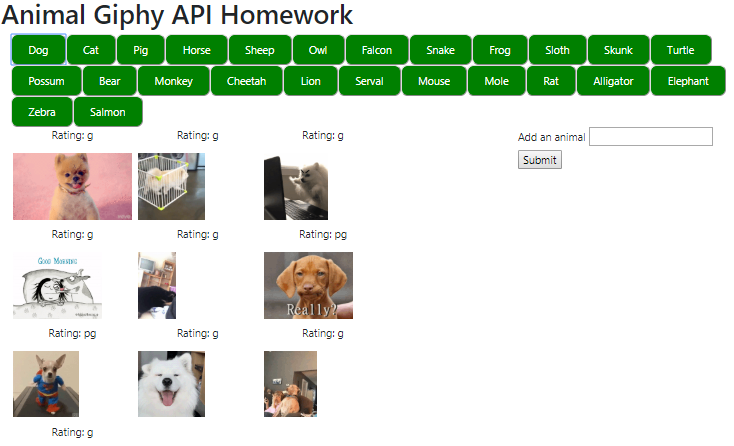 Animal Giphy API Homework
Dog Cat Pig Horse Sheep Owl Falcon Snake Frog Sloth Skunk Turtle
Possum Bear Monkey Cheetah Lion Serval Mouse Mole Rat Alligator Elephant
Zebra Salmon
Rating: g Rating: g Rating: g
Add an animal
Submit
Rating: g Rating: g Rating: pg
GOOD MORNING
Really?
Rating: pg Rating: g Rating: g
Rating: g